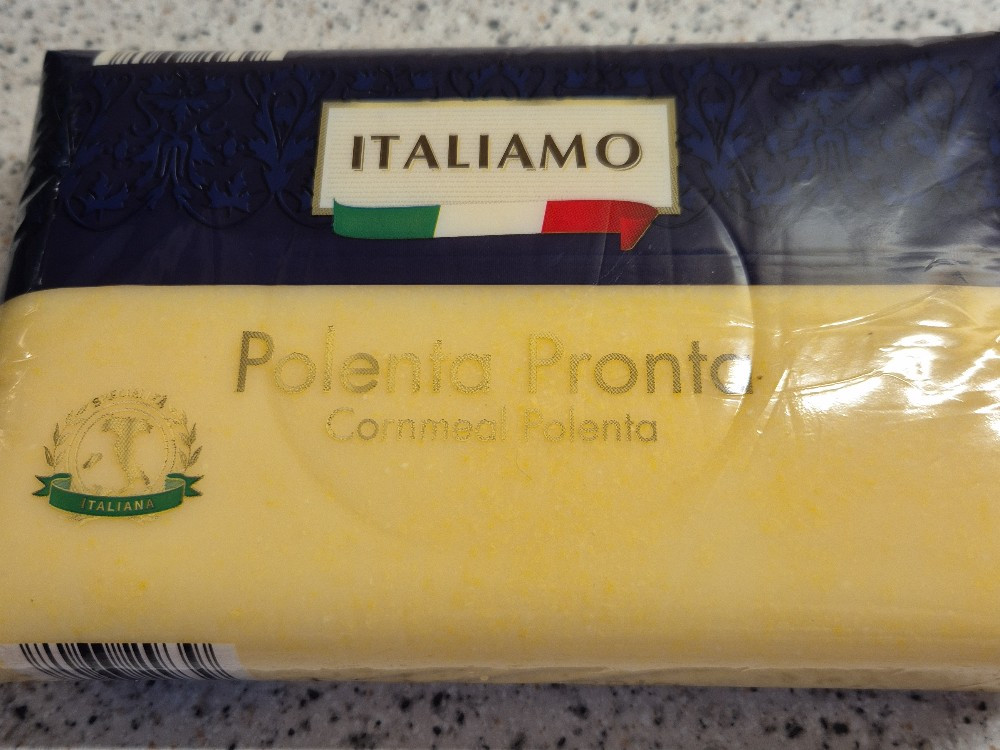 ITALIAMO
Polenta Pronta
Cornmeal Polenta
SPECIALITÀ
ITALIANA